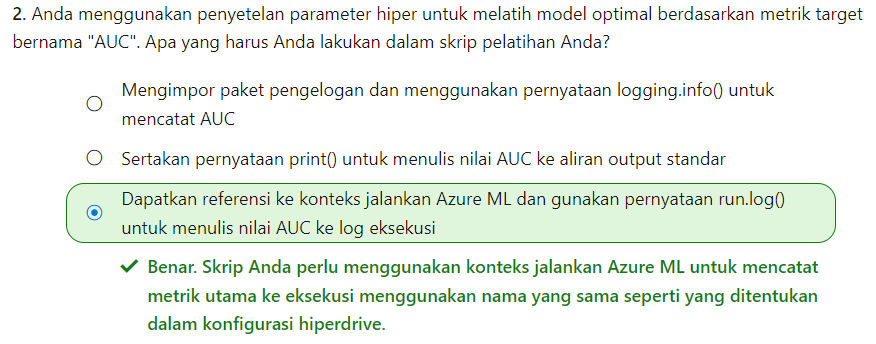 2. Anda menggunakan penyetelan parameter hiper untuk melatih model optimal berdasarkan metrik target
bernama "AUC". Apa yang harus Anda lakukan dalam skrip pelatihan Anda?
Mengimpor paket pengelogan dan menggunakan pernyataan logging.info() untuk
mencatat AUC
Sertakan pernyataan print() untuk menulis nilai AUC ke aliran output standar
Dapatkan referensi ke konteks jalankan Azure ML dan gunakan pernyataan run.log()
untuk menulis nilai AUC ke log eksekusi
Benar. Skrip Anda perlu menggunakan konteks jalankan Azure ML untuk mencatat
metrik utama ke eksekusi menggunakan nama yang sama seperti yang ditentukan
dalam konfigurasi hiperdrive.